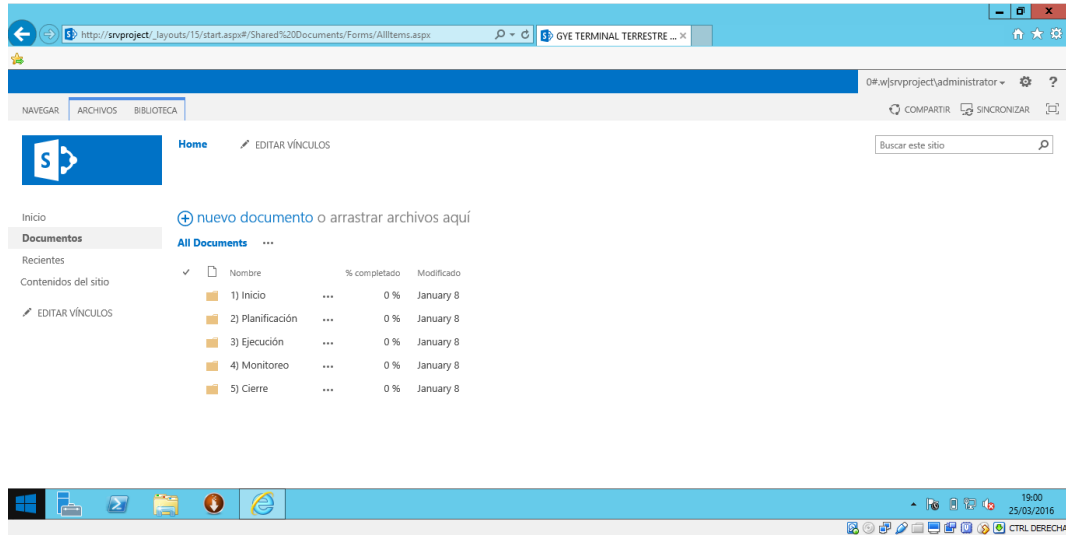 http://srvproject/_layouts/15/start.aspx#/Shared%20Documents/Forms/AllItems.aspx
GYE TERMINAL TERRESTRE ... ×
0#.w|srvproject\administrator
?
NAVEGAR ARCHIVOS BIBLIOTECA
COMPARTIR SINCRONIZAR
S
Home EDITAR VÍNCULOS
Buscar este sitio
Inicio
Documentos
Recientes
Contenidos del sitio
EDITAR VÍNCULOS
nuevo documento o arrastrar archivos aquí
All Documents ...
Nombre % completado Modificado
1) Inicio ... 0 % January 8
2) Planificación ... 0 % January 8
3) Ejecución ... 0 % January 8
4) Monitoreo ... 0 % January 8
5) Cierre ... 0 % January 8
19:00
25/03/2016
CTRL DERECHA